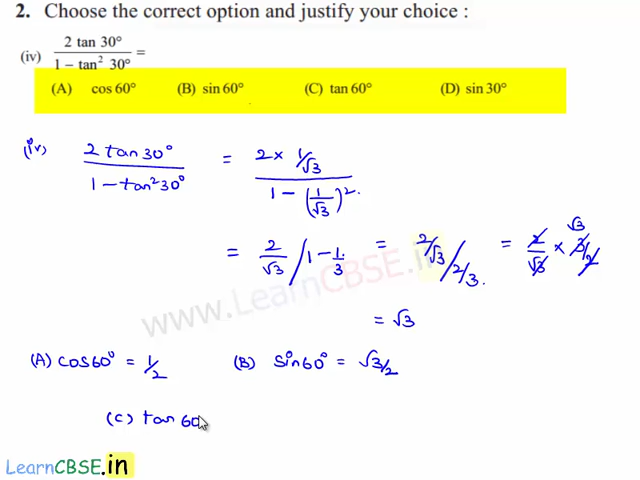 2. Choose the correct option and justify your choice :
(iv) 2 tan 30° / 1 − tan² 30° =
(A) cos 60° (B) sin 60° (C) tan 60° (D) sin 30°
(iv) 2 tan 30° / 1 − tan² 30° = 2 × 1/√3 / 1 − (1/√3)².
= 2/√3 / 1 − 1/3 = 2/√3 / 2/3. = 2/√3 × √3 3/2
= √3
www.LearnCBSE.in
(A) cos 60° = 1/2 (B) sin 60° = √3/2
(C) tan 60
LearnCBSE.in